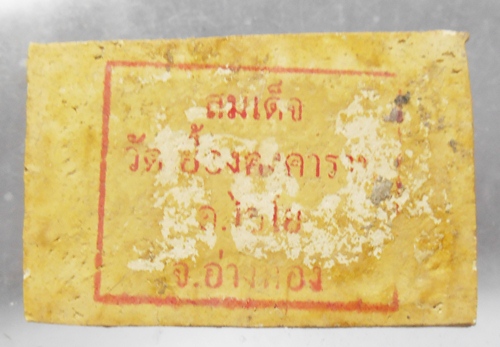 สมเด็จ
วัด
อ.ไชโย
จ.อ่างทอง